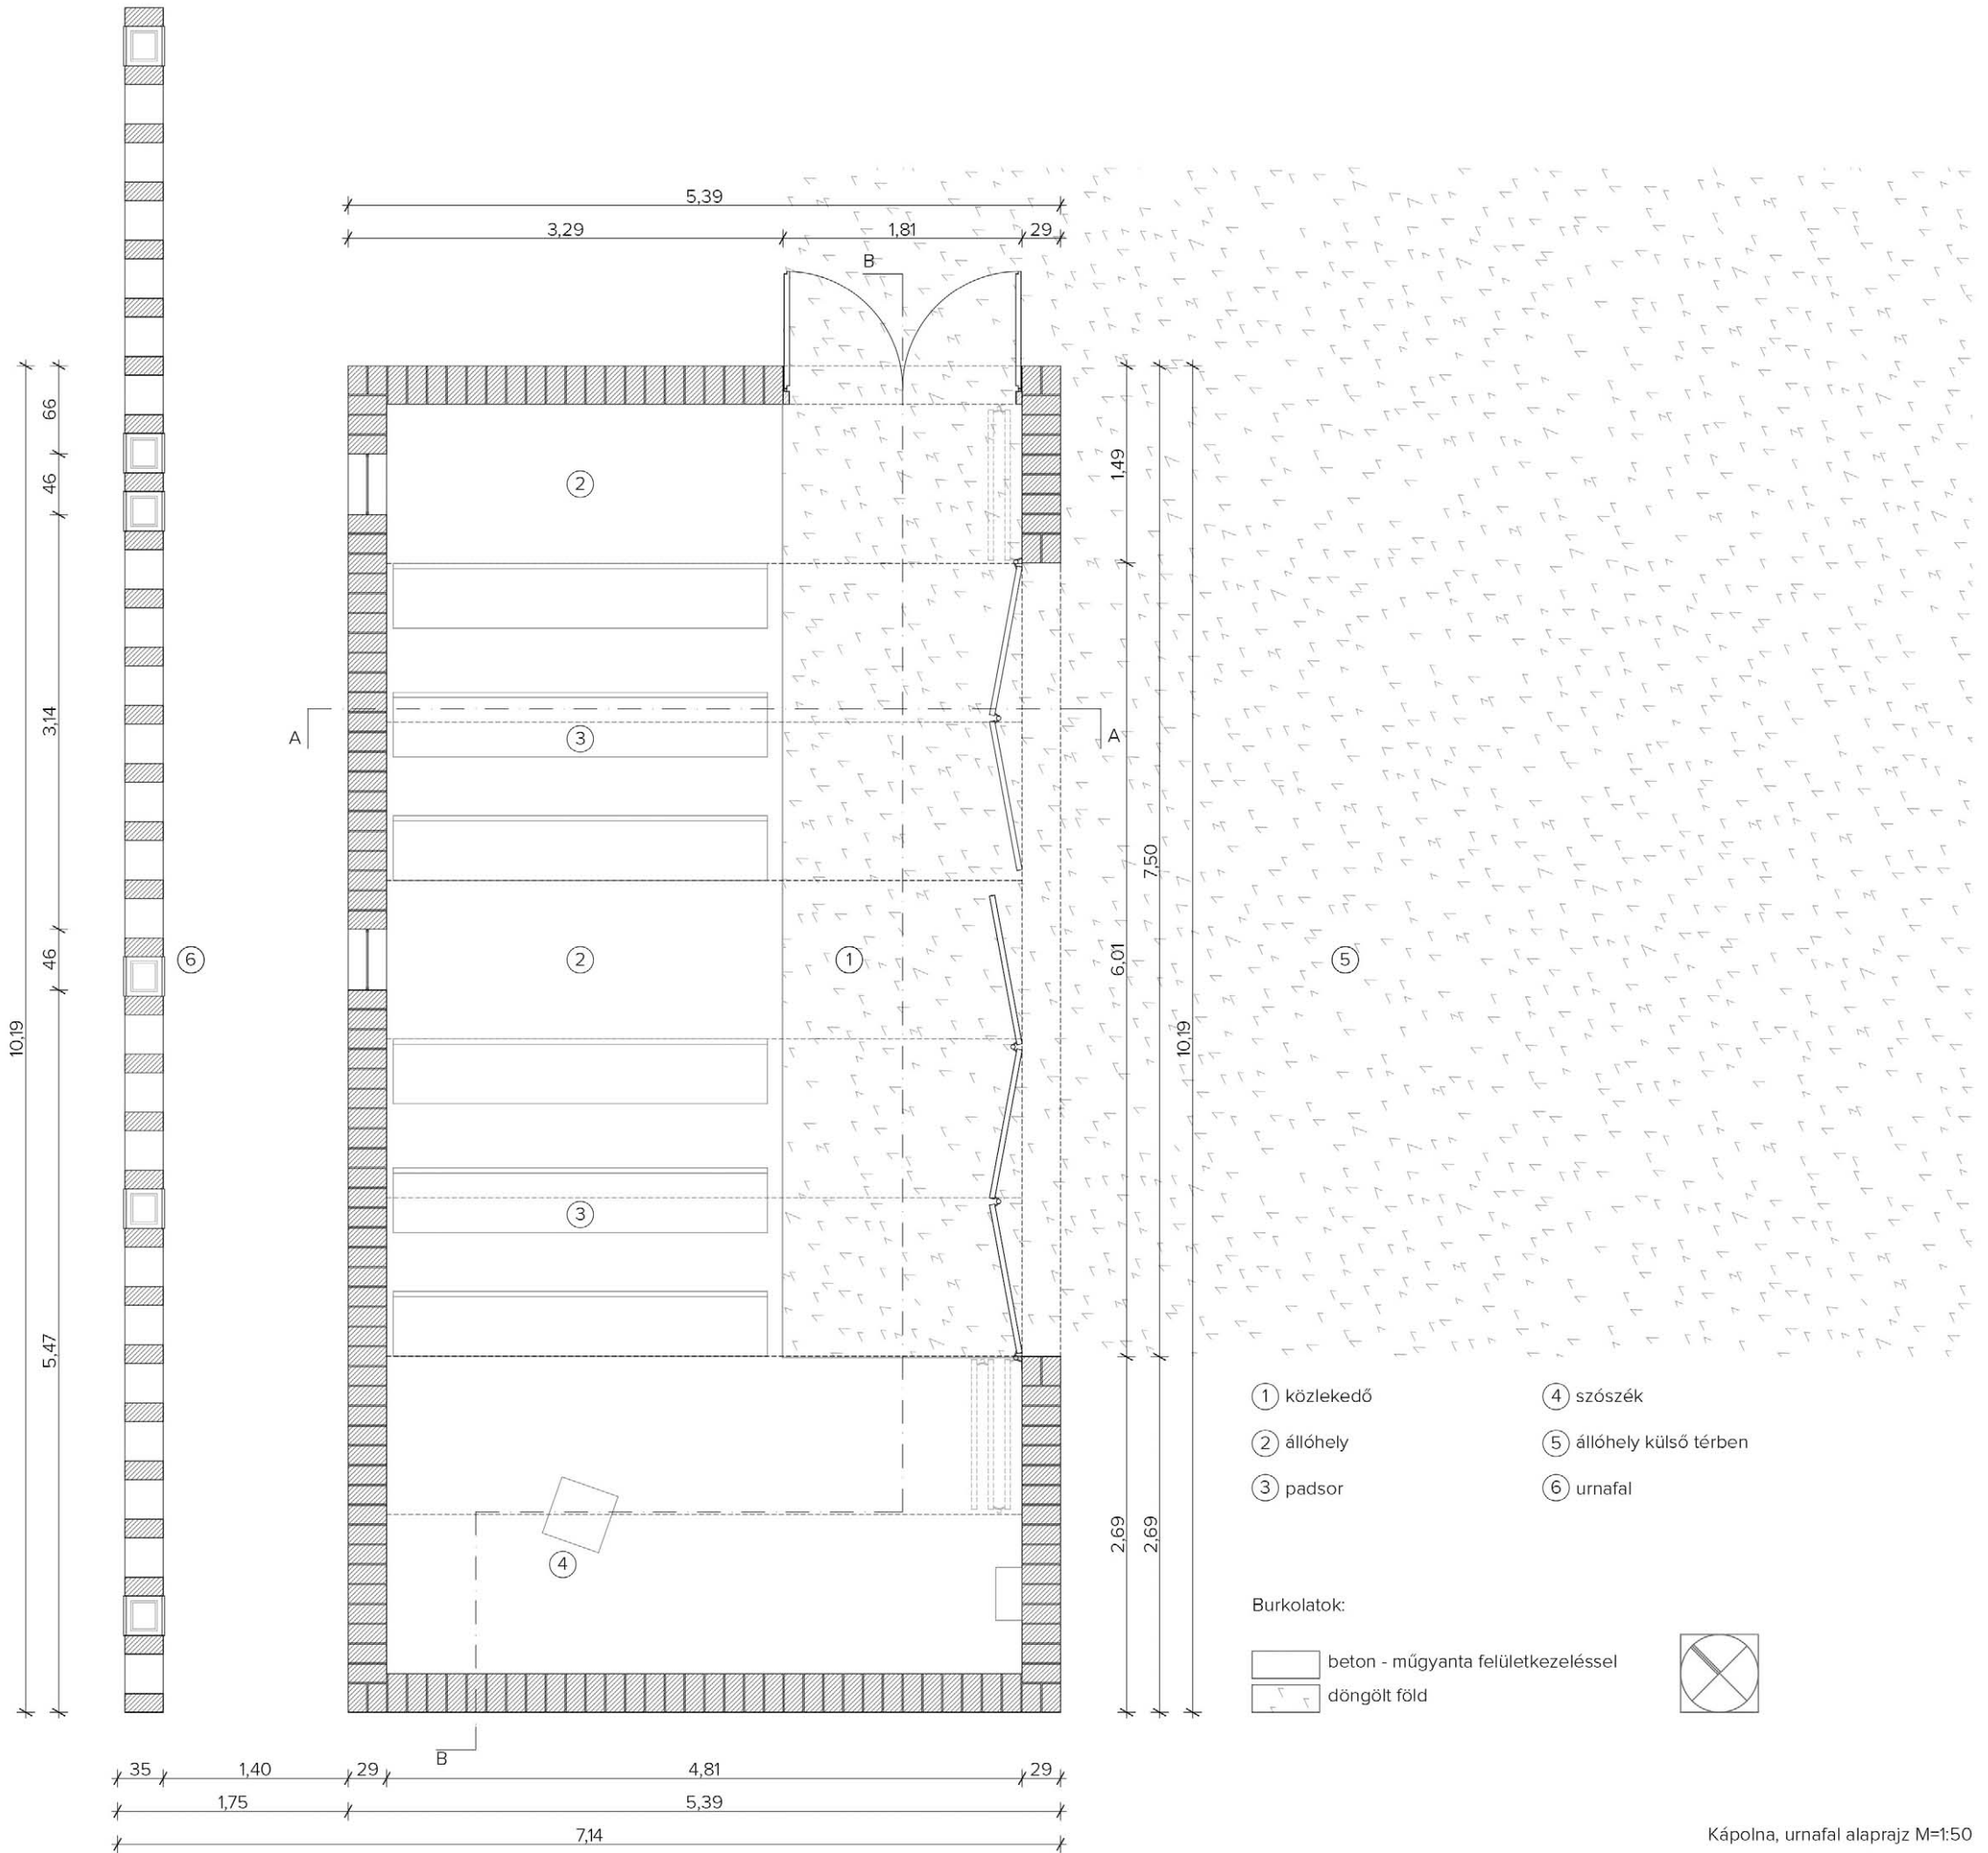 5,39
3,29 1,81 29
B
66
46
3,14
46
5,47
10,19
1,49
6,01
2,69
7,50
2,69
10,19
2
A 3 A
6 2 1 5
3
4
B
1 közlekedő
2 állóhely
3 padsor
4 szószék
5 állóhely külső térben
6 urnafal
Burkolatok:
beton - műgyanta felületkezeléssel
döngölt föld
35 1,40 29 4,81 29
1,75 5,39
7,14
Kápolna, urnafal alaprajz M=1:50